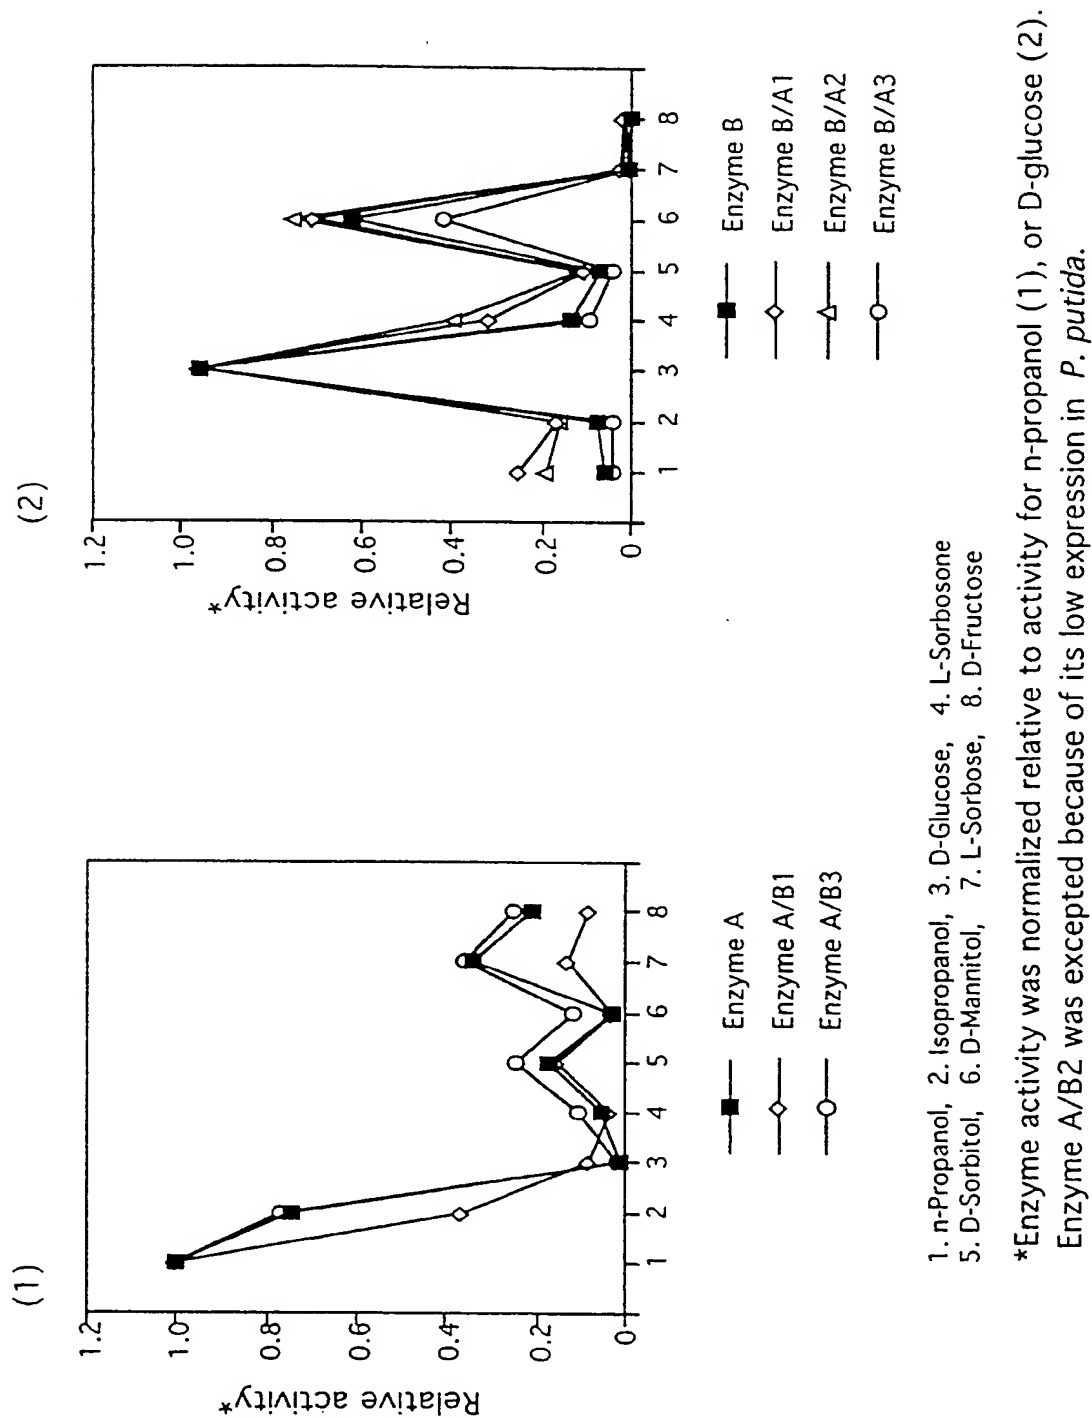 (1)
Relative activity*
1.2
1.0
0.8
0.6
0.4
0.2
0
1 2 3 4 5 6 7 8
Enzyme A
Enzyme A/B1
Enzyme A/B3
(2)
Relative activity*
1.2
1.0
0.8
0.6
0.4
0.2
0
1 2 3 4 5 6 7 8
Enzyme B
Enzyme B/A1
Enzyme B/A2
Enzyme B/A3
1. n-Propanol, 2. Isopropanol, 3. D-Glucose, 4. L-Sorbosone
5. D-Sorbitol, 6. D-Mannitol, 7. L-Sorbose, 8. D-Fructose
*Enzyme activity was normalized relative to activity for n-propanol (1), or D-glucose (2).
Enzyme A/B2 was excepted because of its low expression in P. putida.